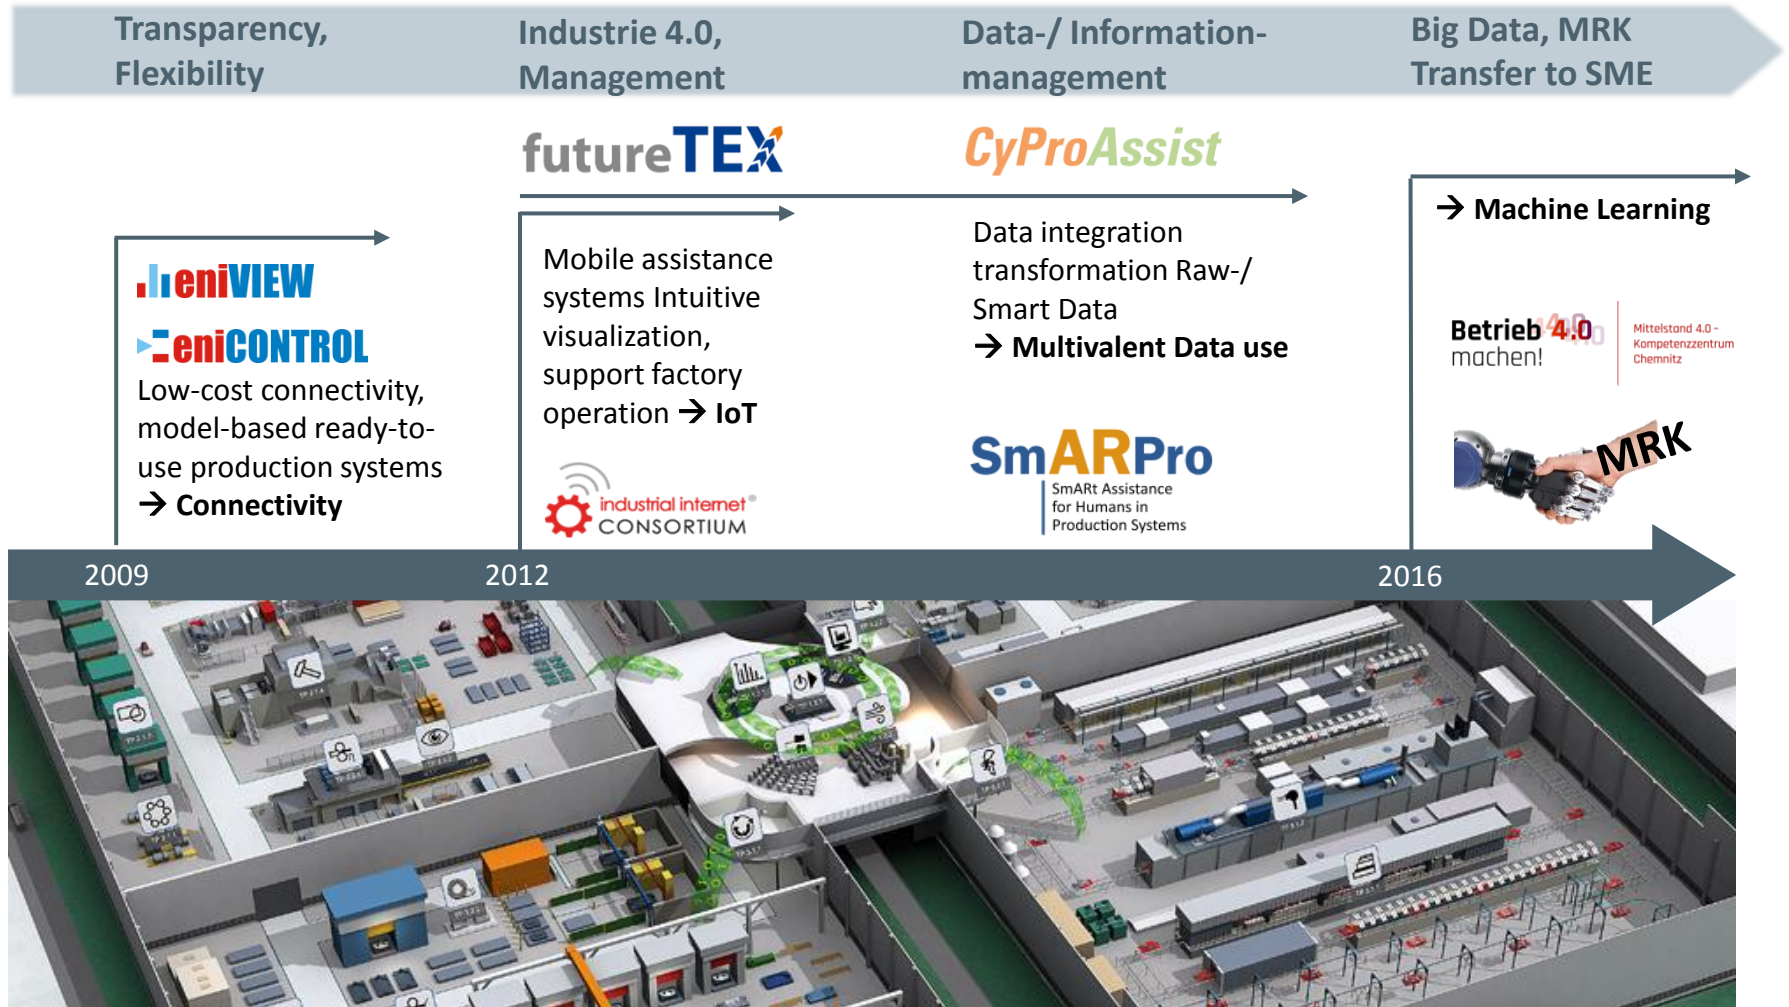 Transparency,
Flexibility
Industrie 4.0,
Management
Data-/ Information-
management
Big Data, MRK
Transfer to SME
futureTEX
CyProAssist
eniVIEW
eniCONTROL
Low-cost connectivity,
model-based ready-to-
use production systems
→ Connectivity
Mobile assistance
systems Intuitive
visualization,
support factory
operation → IoT
industrial internet®
CONSORTIUM
Data integration
transformation Raw-/
Smart Data
→ Multivalent Data use
SmARPro
SmARt Assistance
for Humans in
Production Systems
→ Machine Learning
Betrieb 4.0
machen!
Mittelstand 4.0 -
Kompetenzzentrum
Chemnitz
MRK
2009
2012
2016